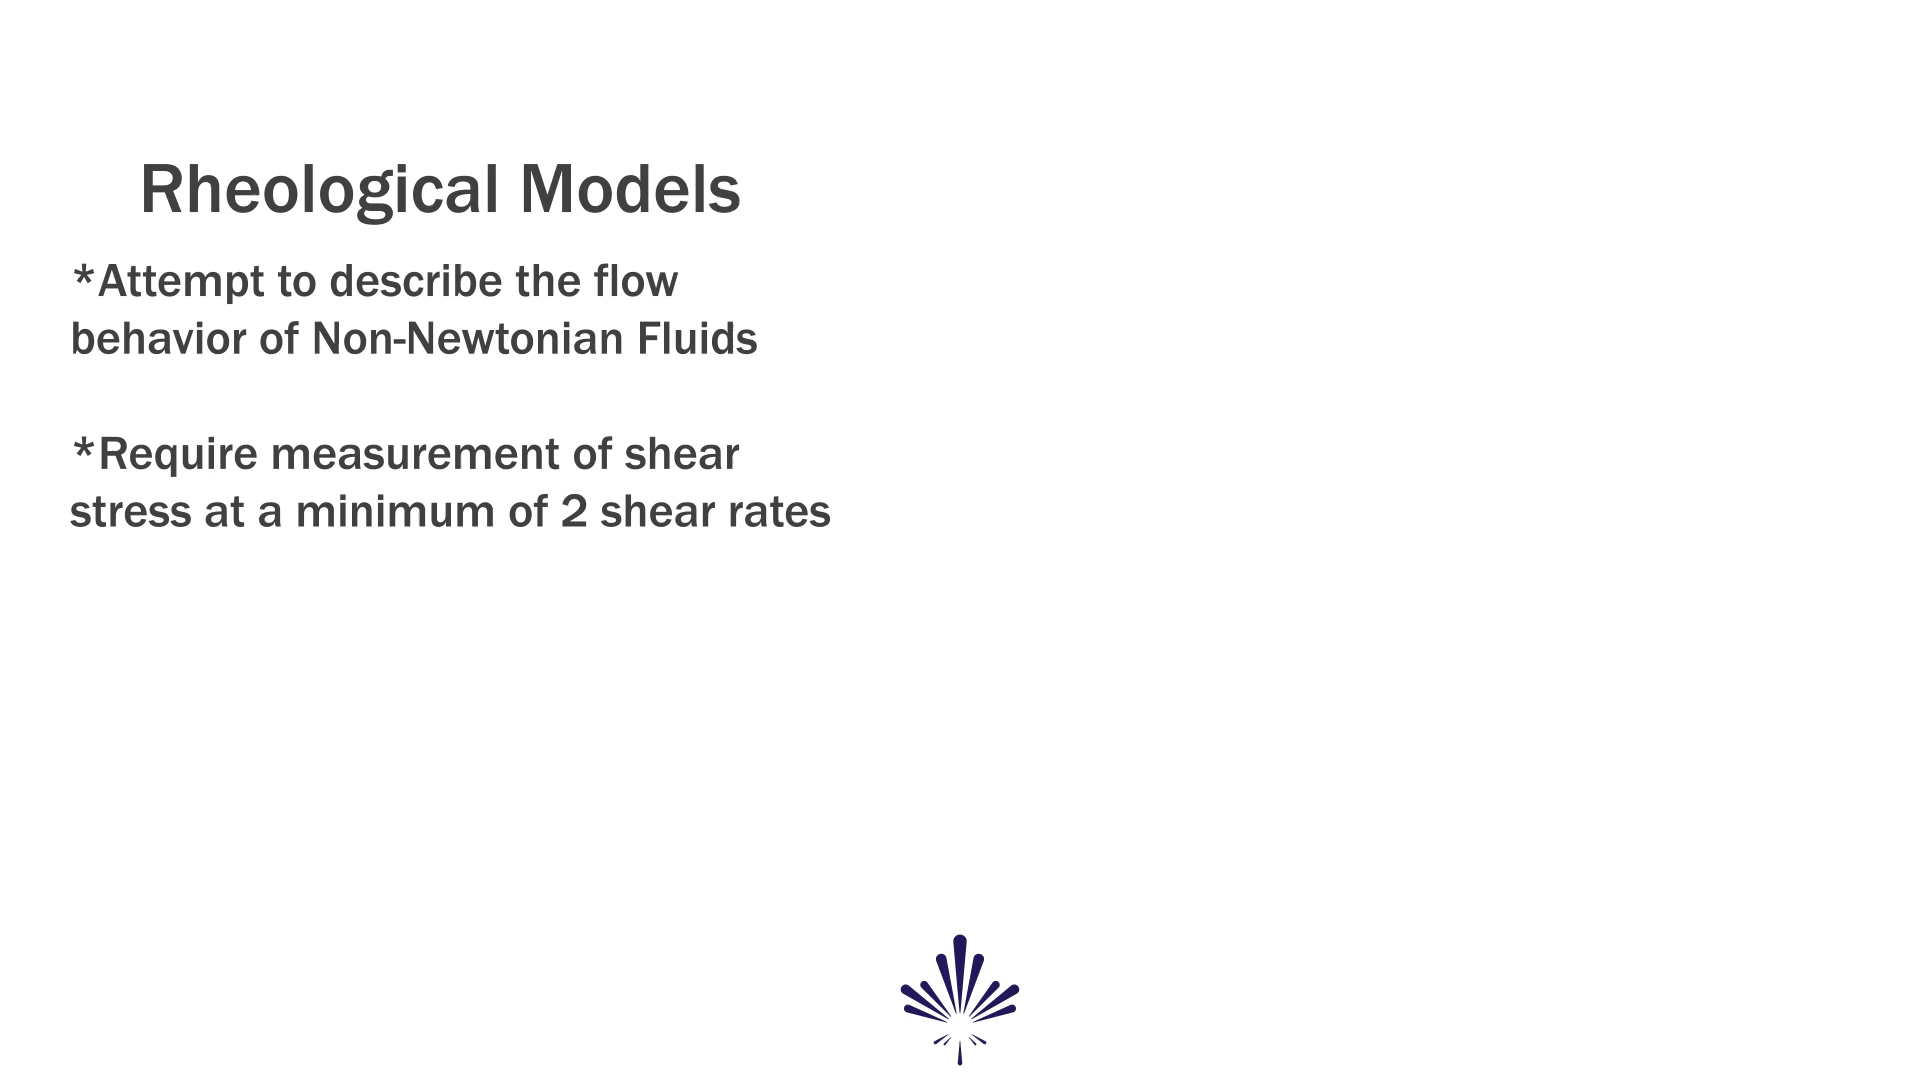 Rheological Models
*Attempt to describe the flow
behavior of Non-Newtonian Fluids
*Require measurement of shear
stress at a minimum of 2 shear rates